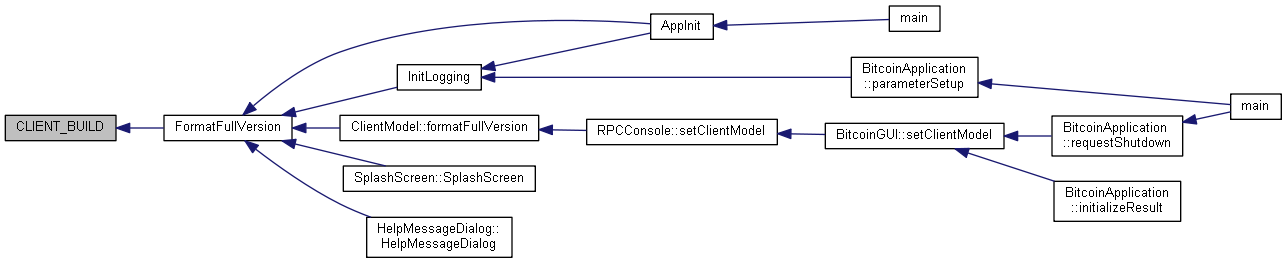 main
AppInit
InitLogging
BitcoinApplication
::parameterSetup
main
CLIENT_BUILD
FormatFullVersion
ClientModel::formatFullVersion
RPCConsole::setClientModel
BitcoinGUI::setClientModel
BitcoinApplication
::requestShutdown
SplashScreen::SplashScreen
BitcoinApplication
::initializeResult
HelpMessageDialog::
HelpMessageDialog